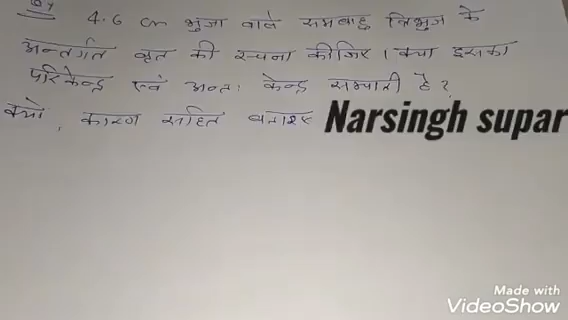 Q4
4.6 cm भुजा वाले समबाहु त्रिभुज के
अन्तर्गत वृत की रचना कीजिए। क्या इसका
परिकेन्द्र एवं अन्तः केन्द्र सम्पाती है?
क्यों, कारण सहित बताइए
Narsingh supar
Made with
VideoShow